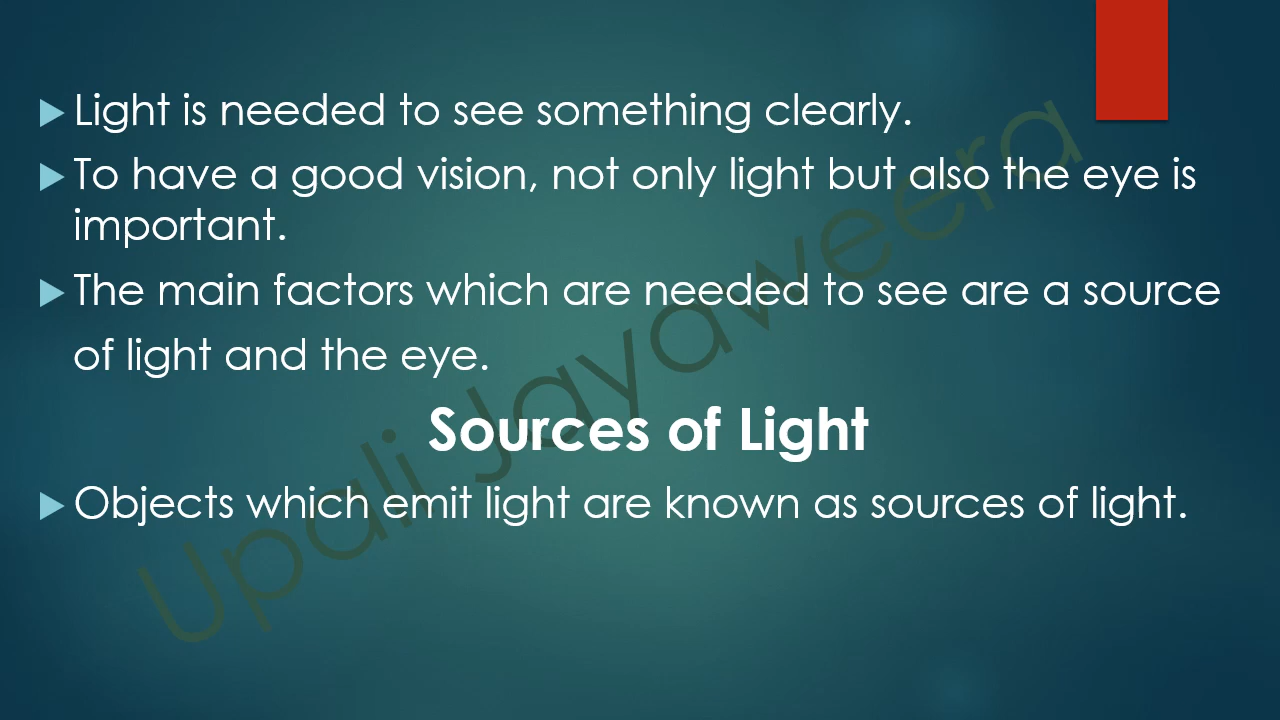 Light is needed to see something clearly.
To have a good vision, not only light but also the eye is
important.
The main factors which are needed to see are a source
of light and the eye.
Sources of Light
Objects which emit light are known as sources of light.
Upali Jayaweera